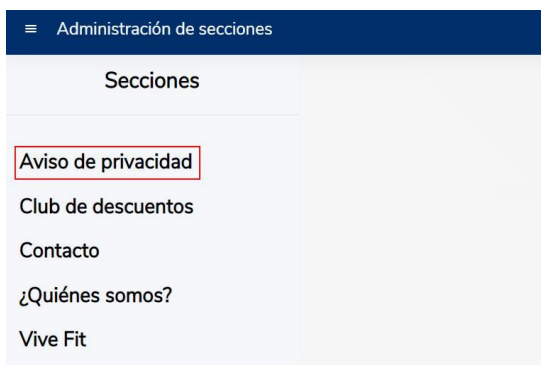 Administración de secciones
Secciones
Aviso de privacidad
Club de descuentos
Contacto
¿Quiénes somos?
Vive Fit